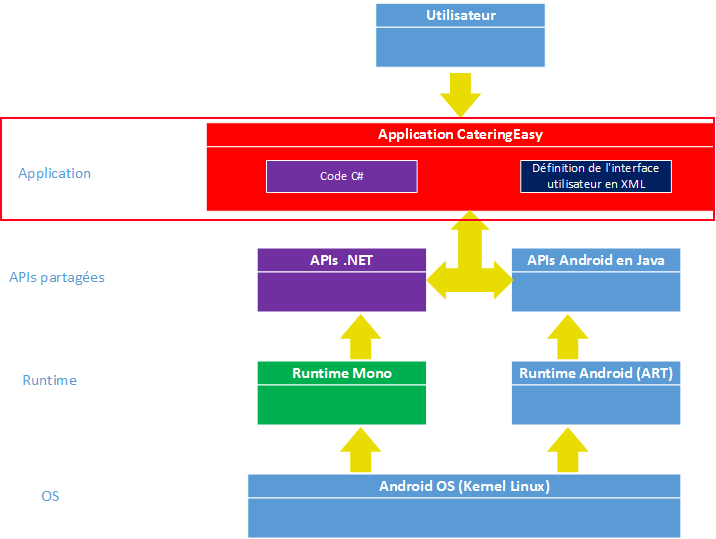 Utilisateur
Application CateringEasy
Application
Code C#
Définition de l'interface
utilisateur en XML
APIs partagées
APIs .NET
APIs Android en Java
Runtime
Runtime Mono
Runtime Android (ART)
OS
Android OS (Kernel Linux)